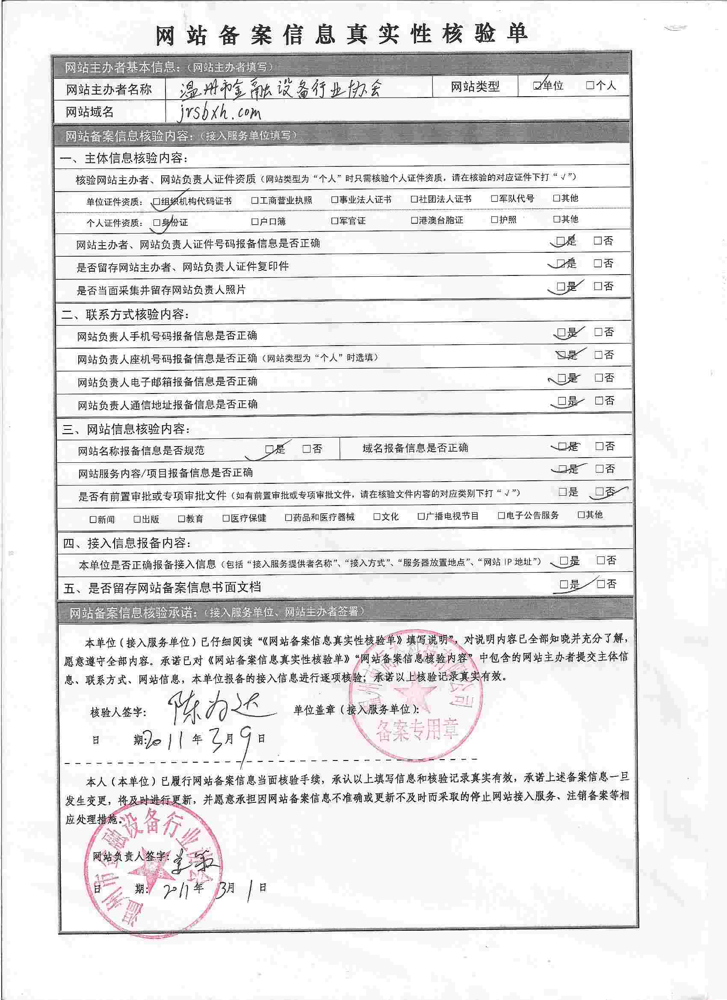 网站备案信息真实性核验单
网站主办者基本信息：（网站主办者填写）
网站主办者名称 温州市金融设备行业协会 网站类型 ☑单位 □个人
网站域名 jrsbxh.com
网站备案信息核验内容：（接入服务单位填写）
一、主体信息核验内容：
核验网站主办者、网站负责人证件资质（网站类型为“个人”时只需核验个人证件资质，请在核验的对应证件下打“√”）
单位证件资质： ☑组织机构代码证书 □工商营业执照 □事业法人证书 □社团法人证书 □军队代号 □其他
个人证件资质： ☑身份证 □户口簿 □军官证 □港澳台胞证 □护照 □其他
网站主办者、网站负责人证件号码报备信息是否正确 ☑是 □否
是否留存网站主办者、网站负责人证件复印件 ☑是 □否
是否当面采集并留存网站负责人照片 ☑是 □否
二、联系方式核验内容：
网站负责人手机号码报备信息是否正确 ☑是 □否
网站负责人座机号码报备信息是否正确（网站类型为“个人”时选填） ☑是 □否
网站负责人电子邮箱报备信息是否正确 ☑是 □否
网站负责人通信地址报备信息是否正确 ☑是 □否
三、网站信息核验内容：
网站名称报备信息是否规范 ☑是 □否 域名报备信息是否正确 ☑是 □否
网站服务内容/项目报备信息是否正确 ☑是 □否
是否有前置审批或专项审批文件（如有前置审批或专项审批文件，请在核验文件内容的对应类别下打“√”） □是 ☑否
□新闻 □出版 □教育 □医疗保健 □药品和医疗器械 □文化 □广播电视节目 □电子公告服务 □其他
四、接入信息报备内容：
本单位是否正确报备接入信息（包括“接入服务提供者名称”、“接入方式”、“服务器放置地点”、“网站 IP 地址”） ☑是 □否
五、是否留存网站备案信息书面文档 ☑是 □否
网站备案信息核验承诺：（接入服务单位、网站主办者签署）
本单位（接入服务单位）已仔细阅读“《网站备案信息真实性核验单》填写说明”，对说明内容已全部知晓并充分了解，
愿意遵守全部内容。承诺已对《网站备案信息真实性核验单》“网站备案信息核验内容”中包含的网站主办者提交主体信
息、联系方式、网站信息，本单位报备的接入信息进行逐项核验；承诺以上核验记录真实有效。
核验人签字： 陈为达 单位盖章（接入服务单位）：
备案专用章
日 期：2011年3月9日
本人（本单位）已履行网站备案信息当面核验手续，承认以上填写信息和核验记录真实有效，承诺上述备案信息一旦
发生变更，将及时进行更新，并愿意承担因网站备案信息不准确或更新不及时而采取的停止网站接入服务、注销备案等相
应处理措施。
温州市金融设备行业协会
网站负责人签字：
日 期： 2011年 3月 1日